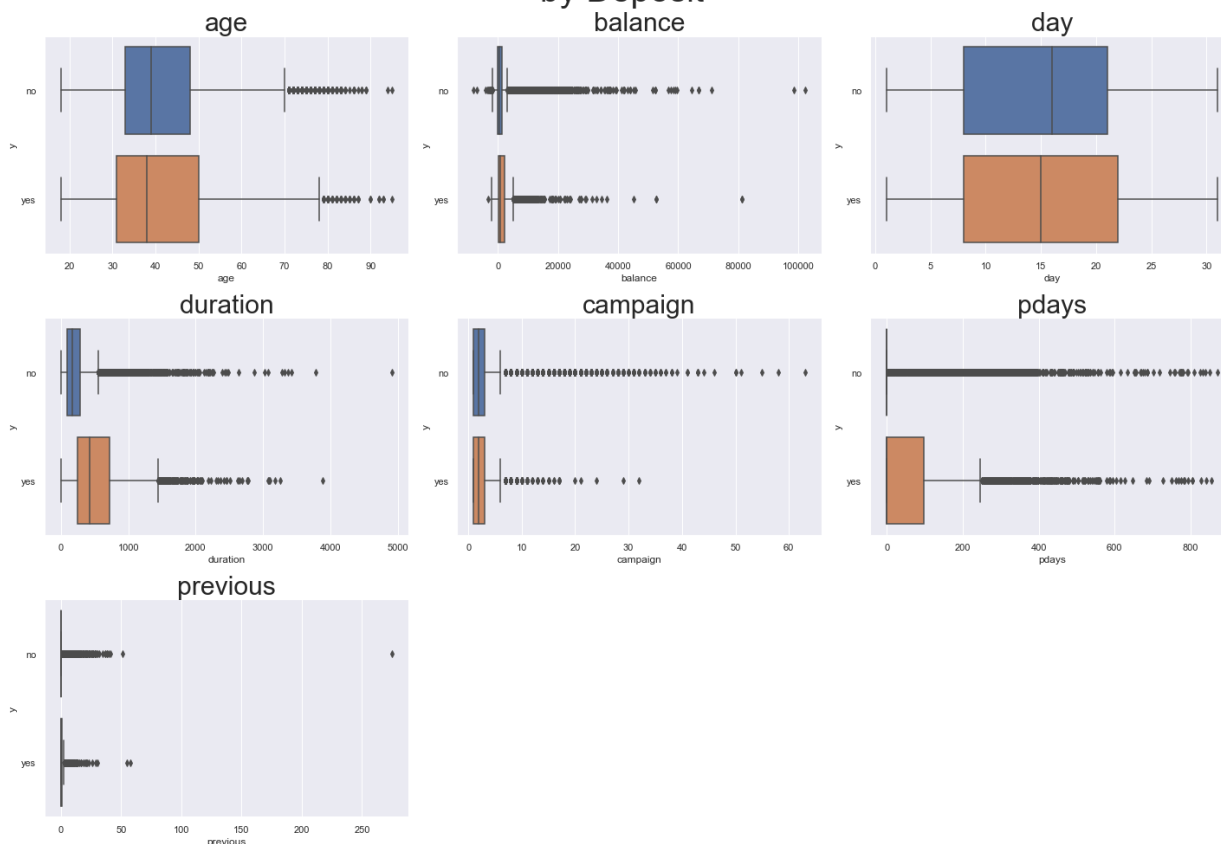 by Deposit
age
balance
day
no
yes
y
20 30 40 50 60 70 80 90
age
no
yes
y
0 20000 40000 60000 80000 100000
balance
no
yes
y
0 5 10 15 20 25 30
day
duration
campaign
pdays
no
yes
y
0 1000 2000 3000 4000 5000
duration
no
yes
y
0 10 20 30 40 50 60
campaign
no
yes
y
0 200 400 600 800
pdays
previous
no
yes
y
0 50 100 150 200 250
previous